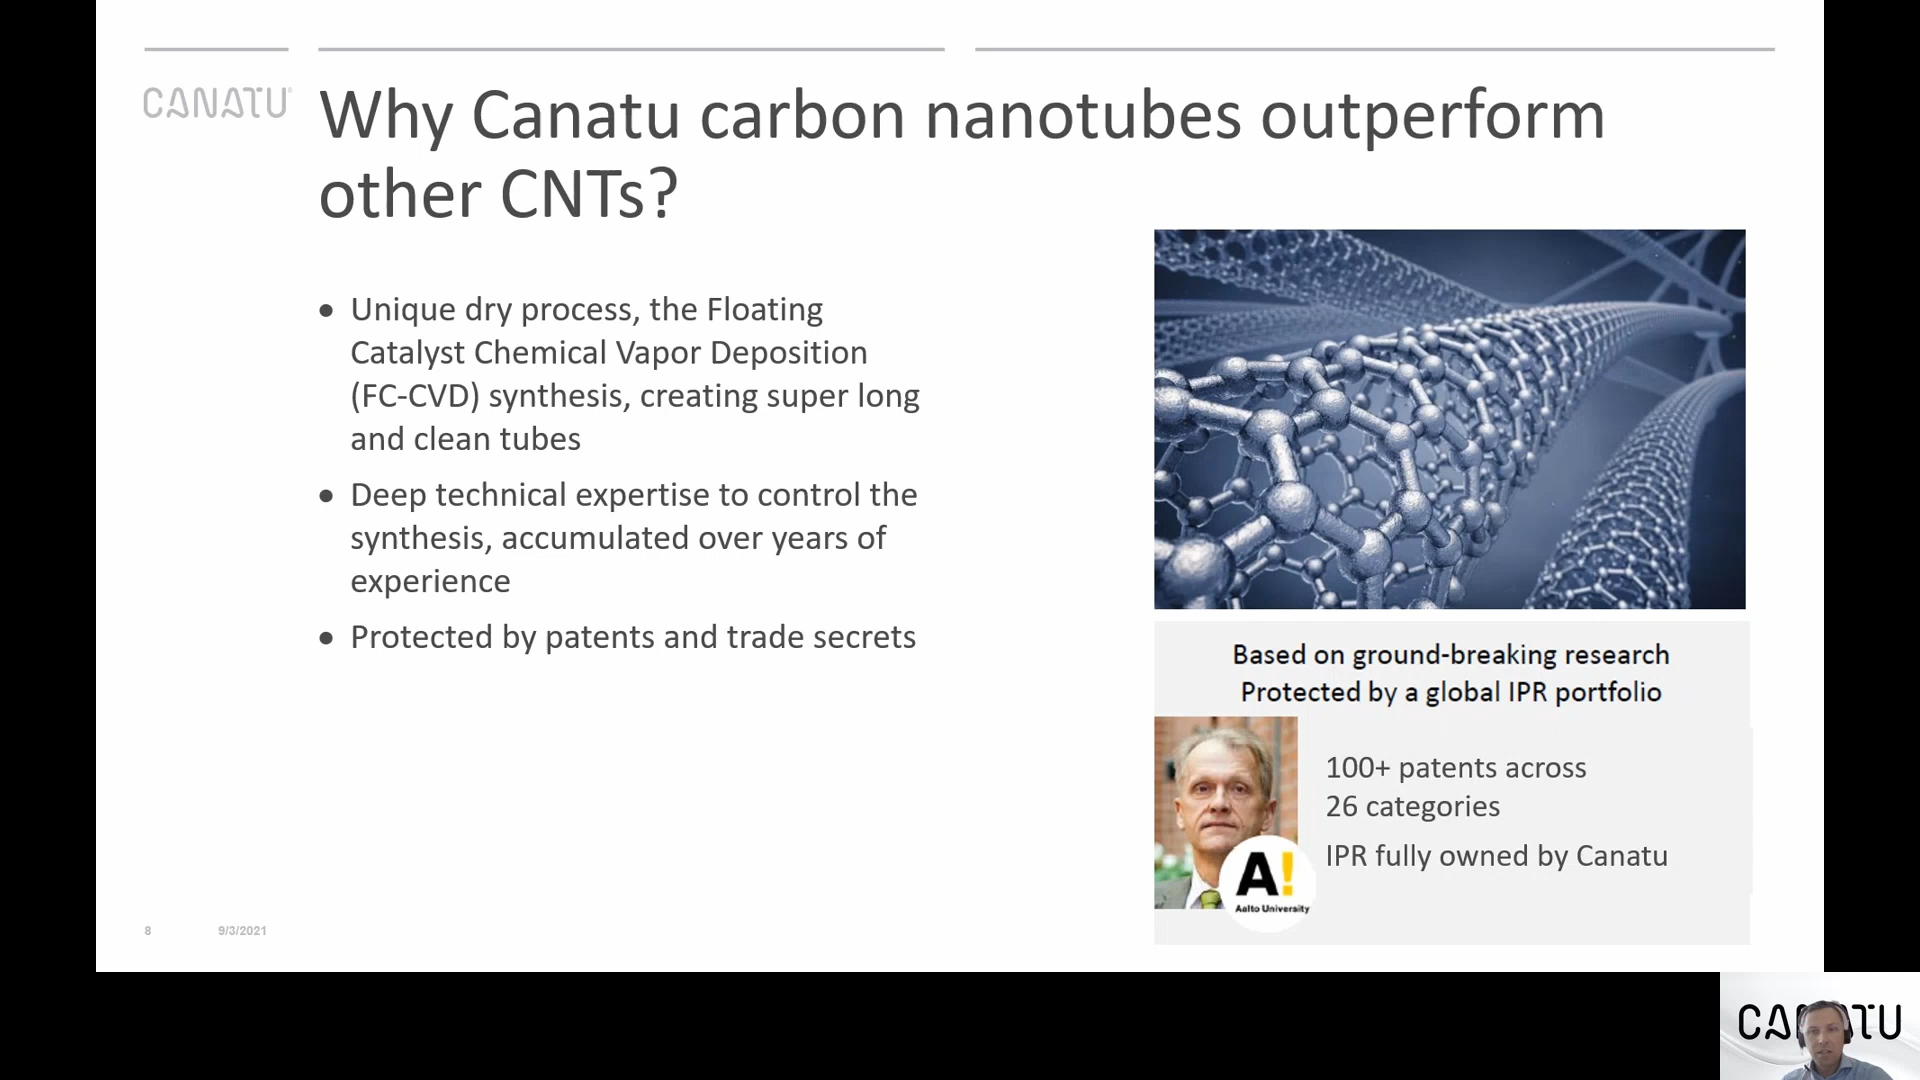 CANATU
Why Canatu carbon nanotubes outperform
other CNTs?
• Unique dry process, the Floating
Catalyst Chemical Vapor Deposition
(FC-CVD) synthesis, creating super long
and clean tubes
• Deep technical expertise to control the
synthesis, accumulated over years of
experience
• Protected by patents and trade secrets
Based on ground-breaking research
Protected by a global IPR portfolio
100+ patents across
26 categories
IPR fully owned by Canatu
A!
Aalto University
8
9/3/2021
CANATU